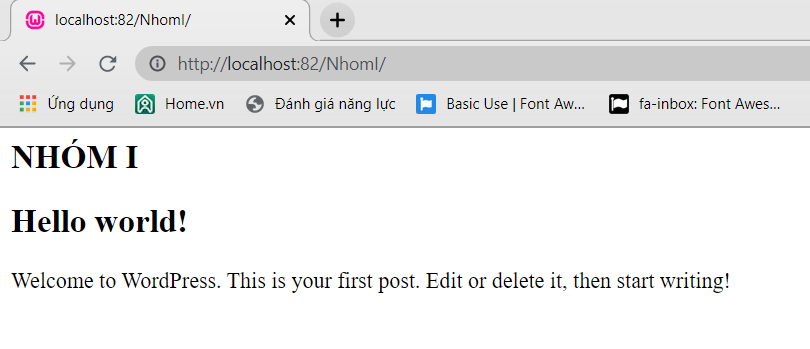 localhost:82/NhomI/
http://localhost:82/NhomI/
Ứng dụng Home.vn Đánh giá năng lực Basic Use | Font Aw... fa-inbox: Font Awes...
NHÓM I
Hello world!
Welcome to WordPress. This is your first post. Edit or delete it, then start writing!